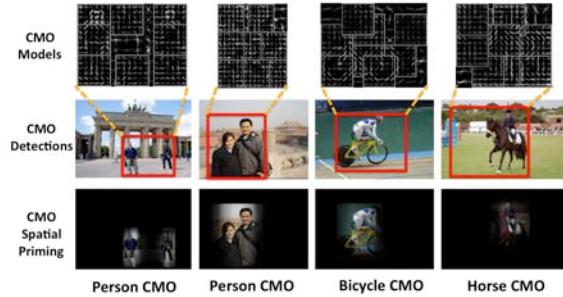 CMO
Models
CMO
Detections
CMO
Spatial
Priming
Person CMO
Person CMO
Bicycle CMO
Horse CMO